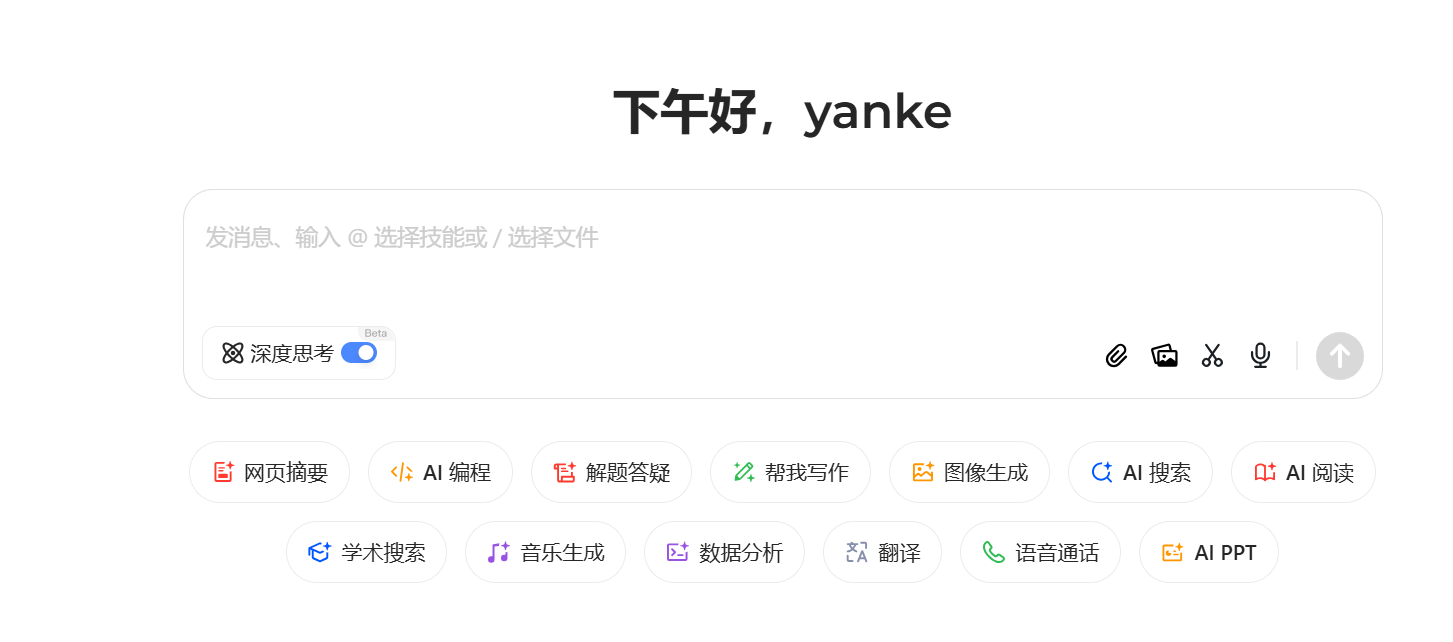 下午好，yanke
发消息、输入 @ 选择技能或 / 选择文件
Beta
深度思考
网页摘要 AI 编程 解题答疑 帮我写作 图像生成 AI 搜索 AI 阅读
学术搜索 音乐生成 数据分析 翻译 语音通话 AI PPT